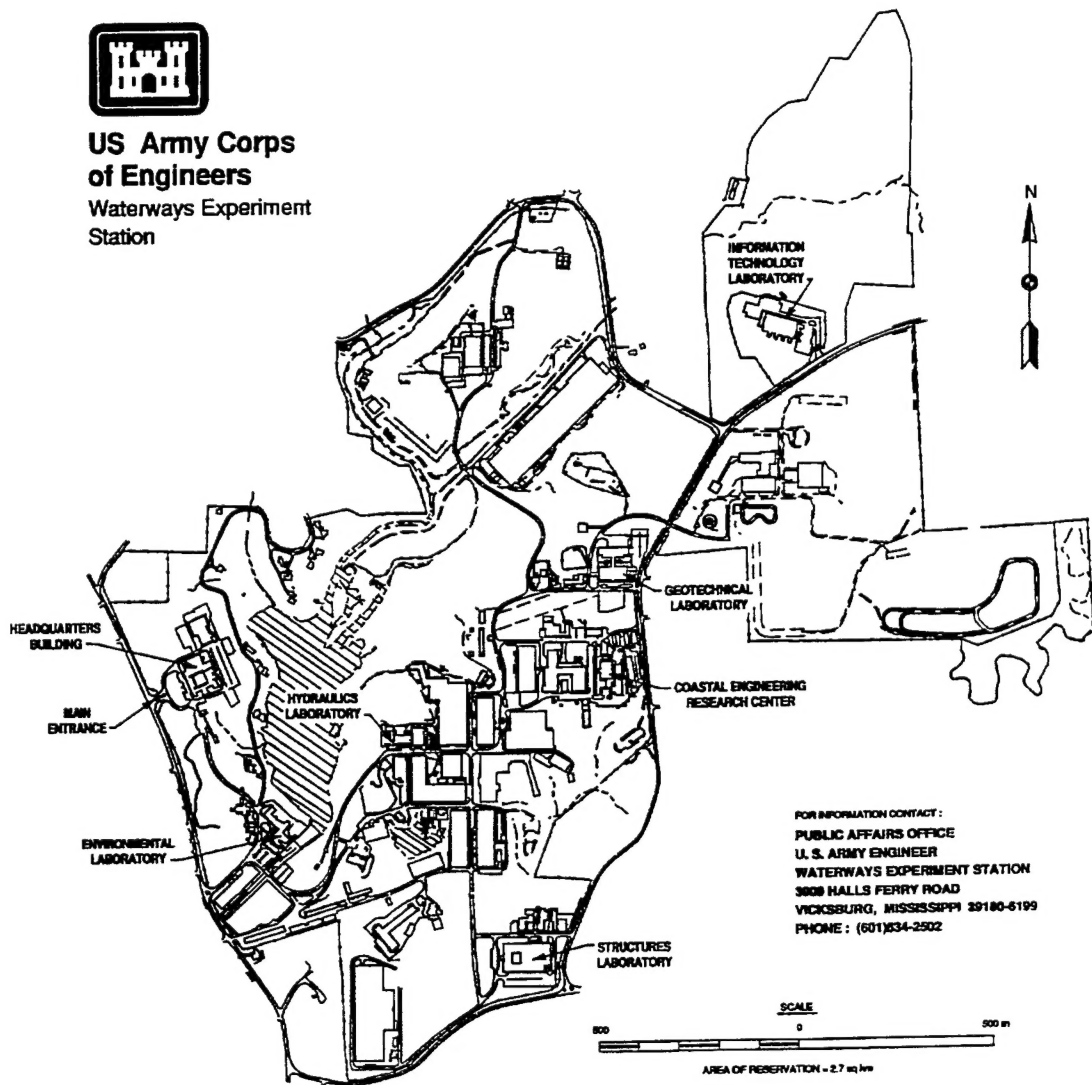 US Army Corps
of Engineers
Waterways Experiment
Station
N
INFORMATION
TECHNOLOGY
LABORATORY
GEOTECHNICAL
LABORATORY
HEADQUARTERS
BUILDING
MAIN
ENTRANCE
HYDRAULICS
LABORATORY
COASTAL ENGINEERING
RESEARCH CENTER
ENVIRONMENTAL
LABORATORY
STRUCTURES
LABORATORY
FOR INFORMATION CONTACT :
PUBLIC AFFAIRS OFFICE
U. S. ARMY ENGINEER
WATERWAYS EXPERIMENT STATION
3909 HALLS FERRY ROAD
VICKSBURG, MISSISSIPPI 39180-6199
PHONE : (601)634-2502
SCALE
500 0 500 m
AREA OF RESERVATION = 2.7 sq km